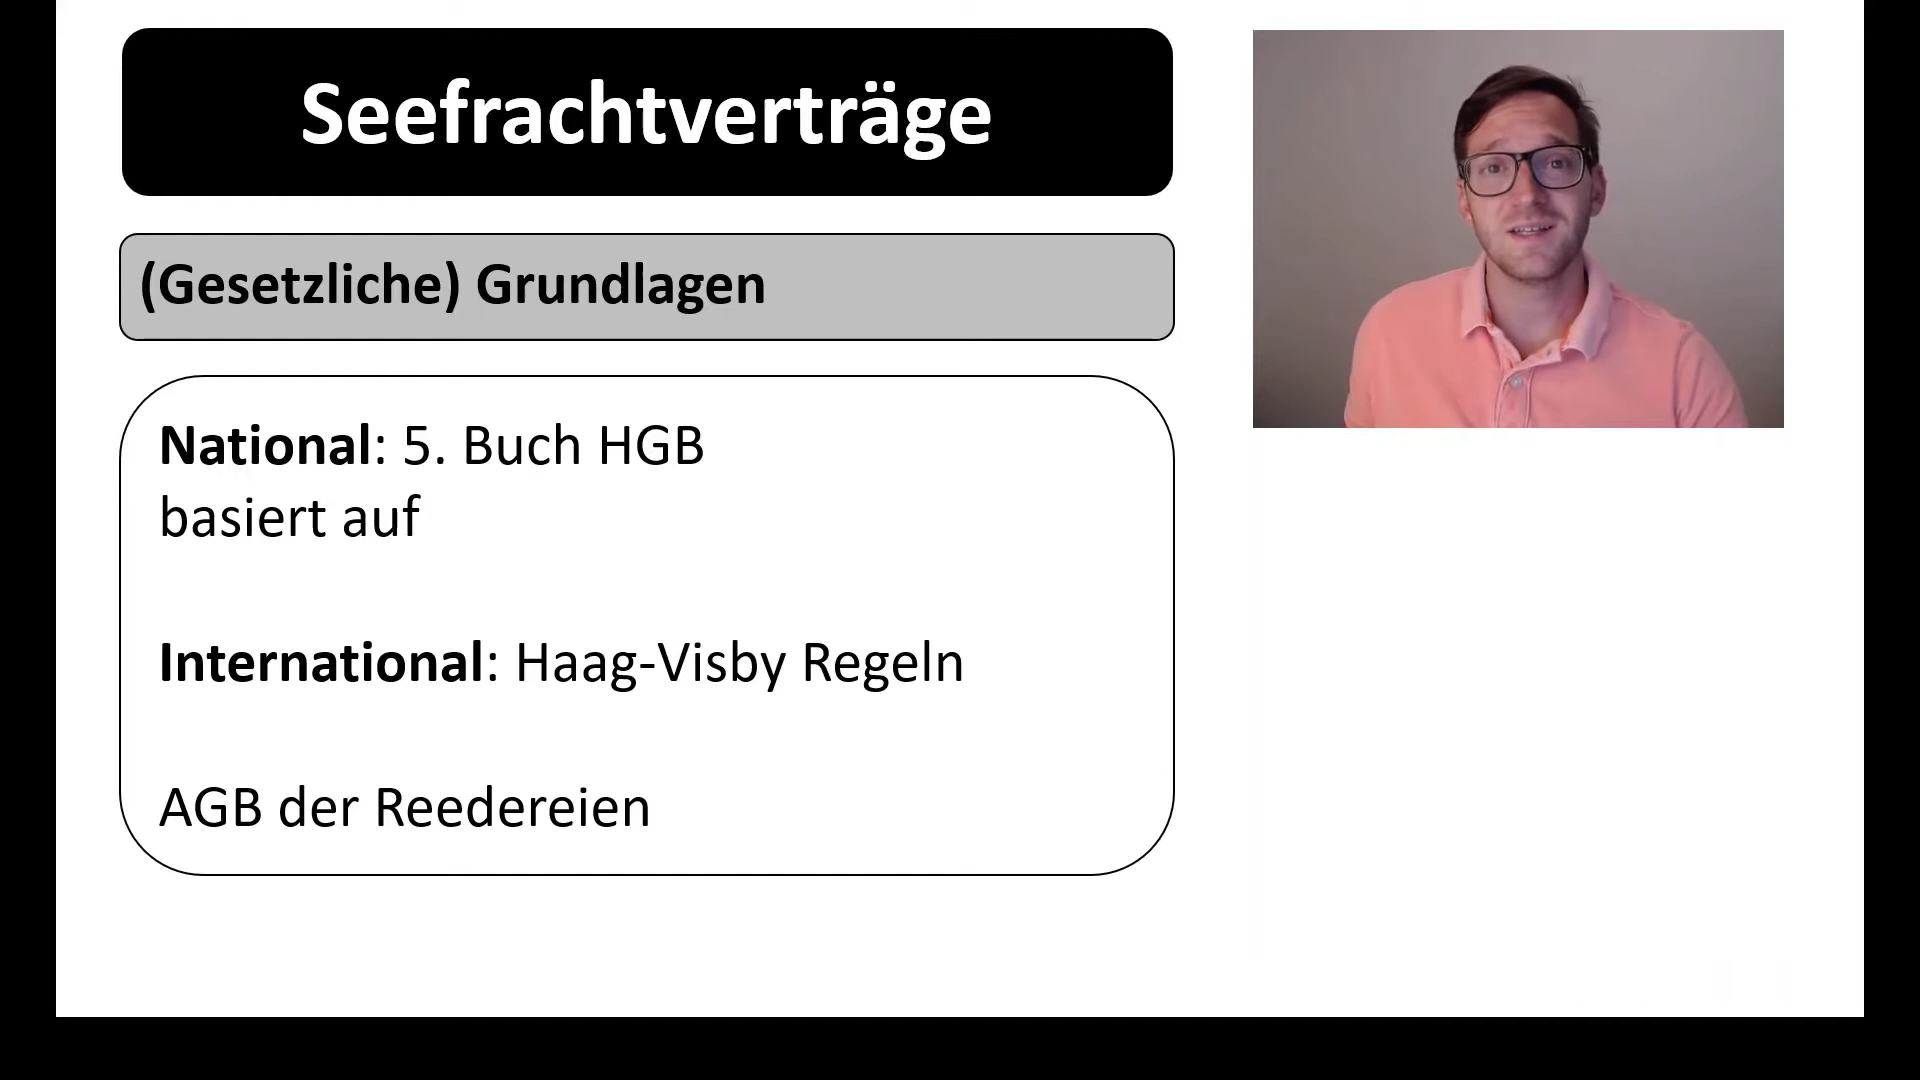 Seefrachtverträge
(Gesetzliche) Grundlagen
National: 5. Buch HGB
basiert auf
International: Haag-Visby Regeln
AGB der Reedereien